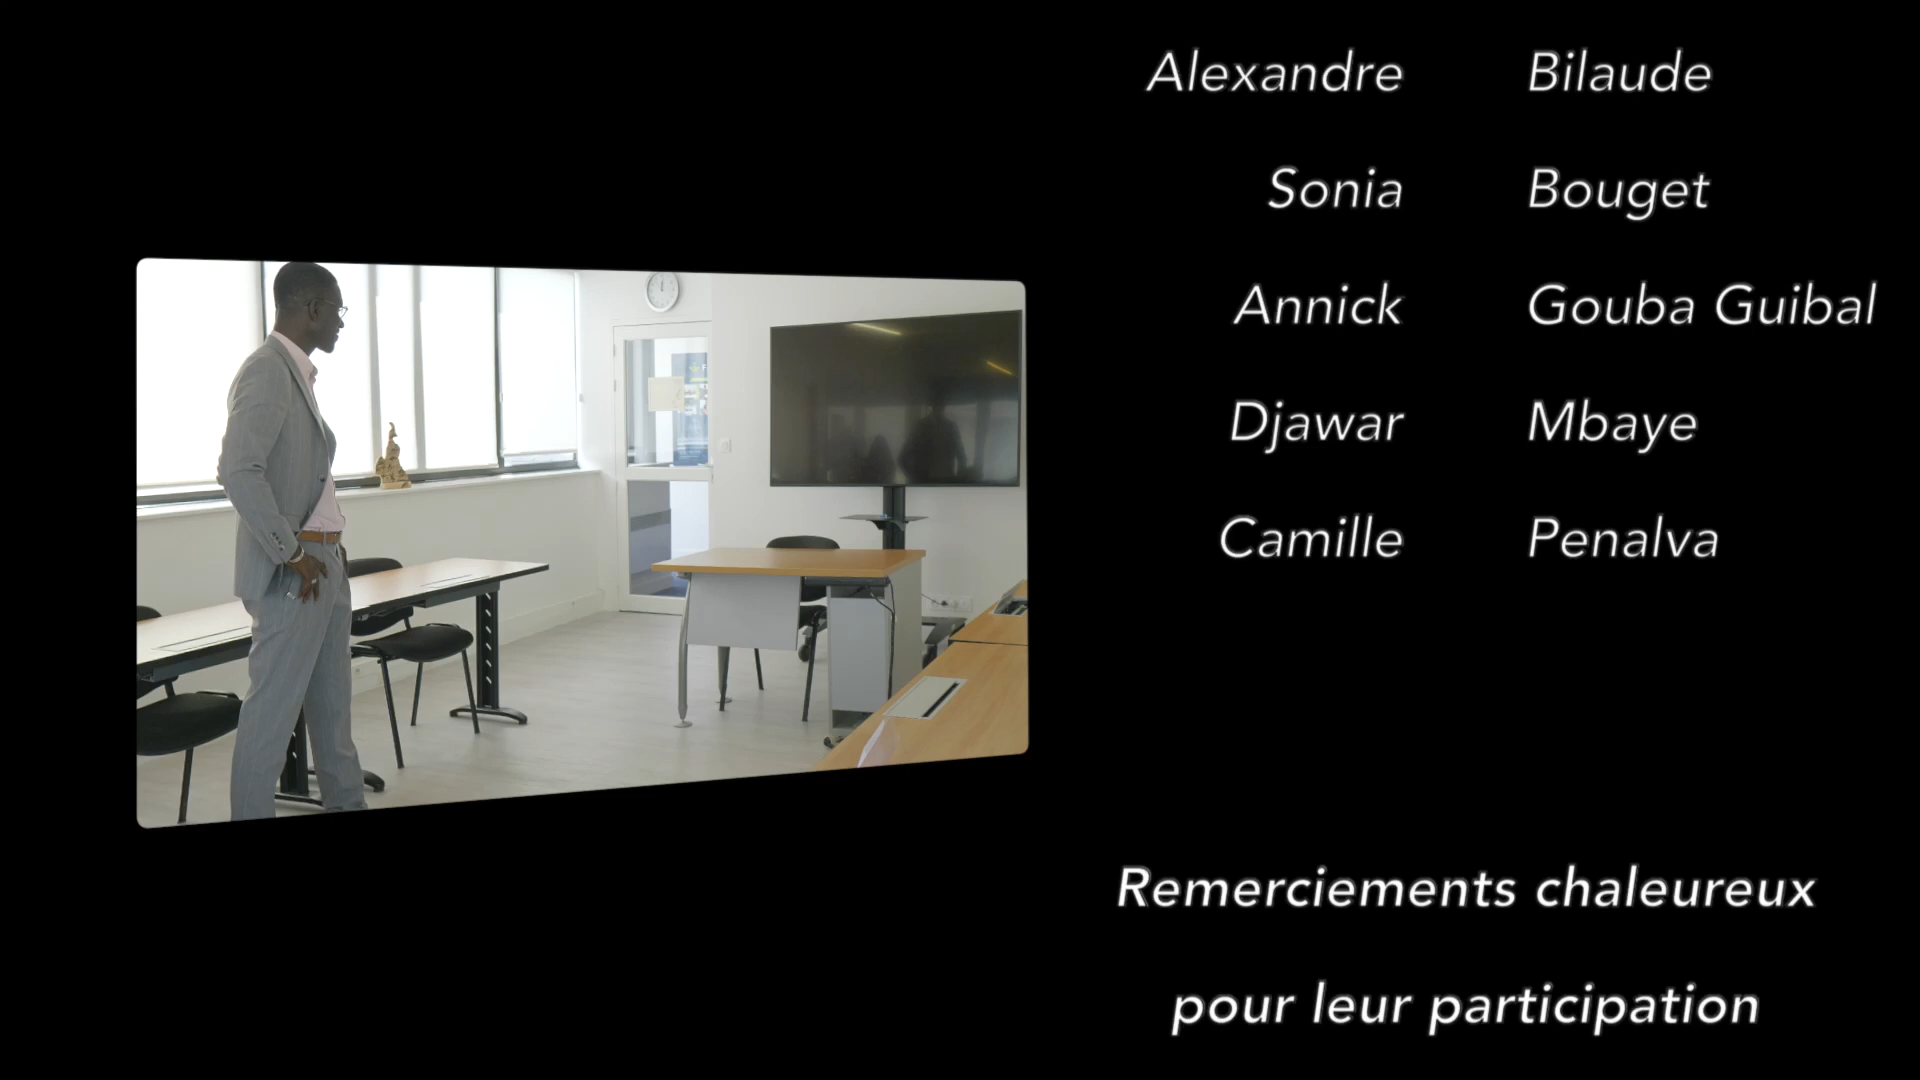 Alexandre Bilaude
Sonia Bouget
Annick Gouba Guibal
Djawar Mbaye
Camille Penalva
Remerciements chaleureux
pour leur participation